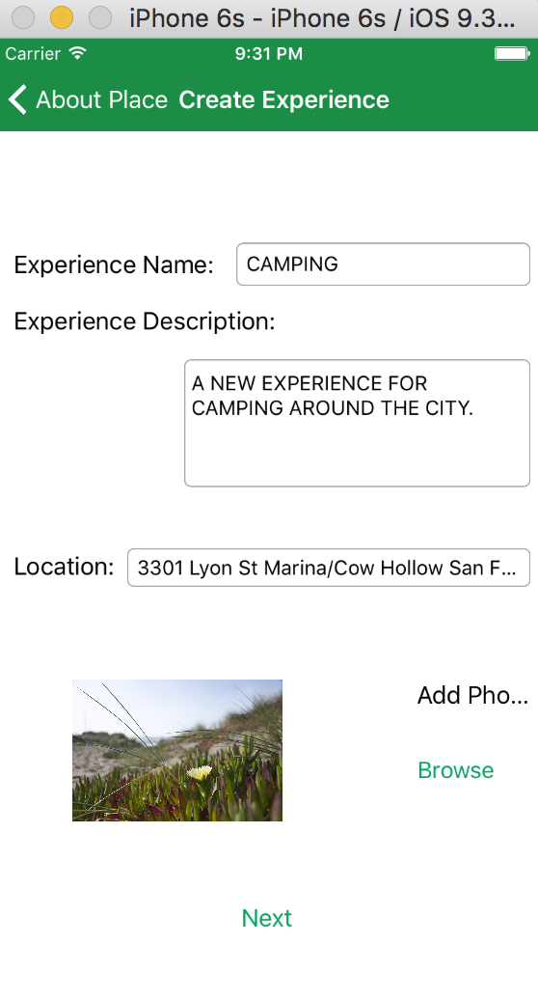 iPhone 6s - iPhone 6s / iOS 9.3...
Carrier 9:31 PM
About Place Create Experience
Experience Name: CAMPING
Experience Description:
A NEW EXPERIENCE FOR
CAMPING AROUND THE CITY.
Location: 3301 Lyon St Marina/Cow Hollow San F...
Add Pho...
Browse
Next